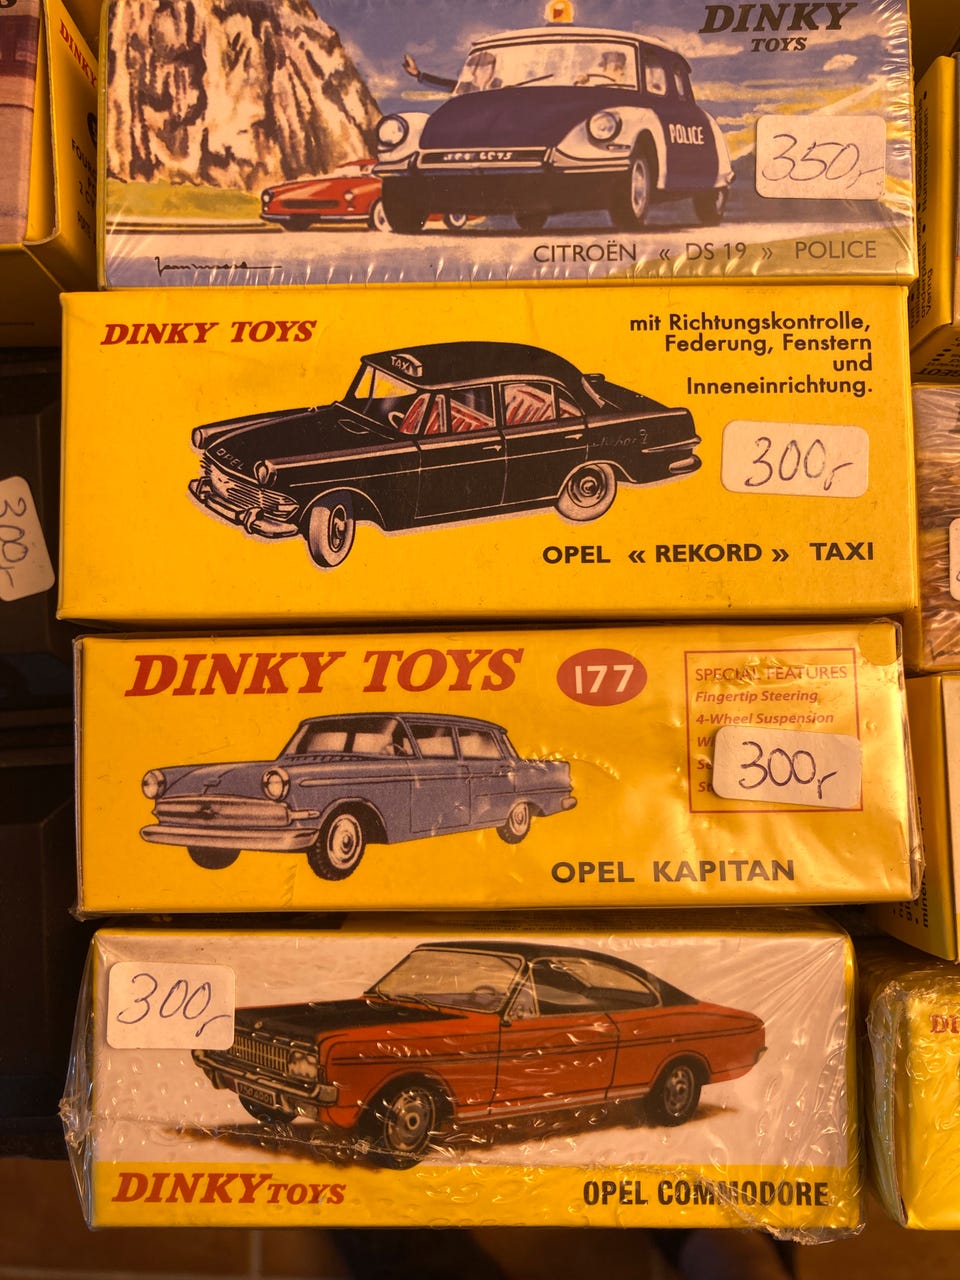 DINKY
TOYS
POLICE
350,-
CITROËN « DS 19 » POLICE
DINKY TOYS
mit Richtungskontrolle,
Federung, Fenstern
und
Inneneinrichtung.
TAXI
OPEL
300,-
OPEL « REKORD » TAXI
300,-
DINKY TOYS 177
SPECIAL FEATURES
Fingertip Steering
4-Wheel Suspension
300,-
OPEL KAPITAN
300,-
DINKY TOYS
OPEL COMMODORE